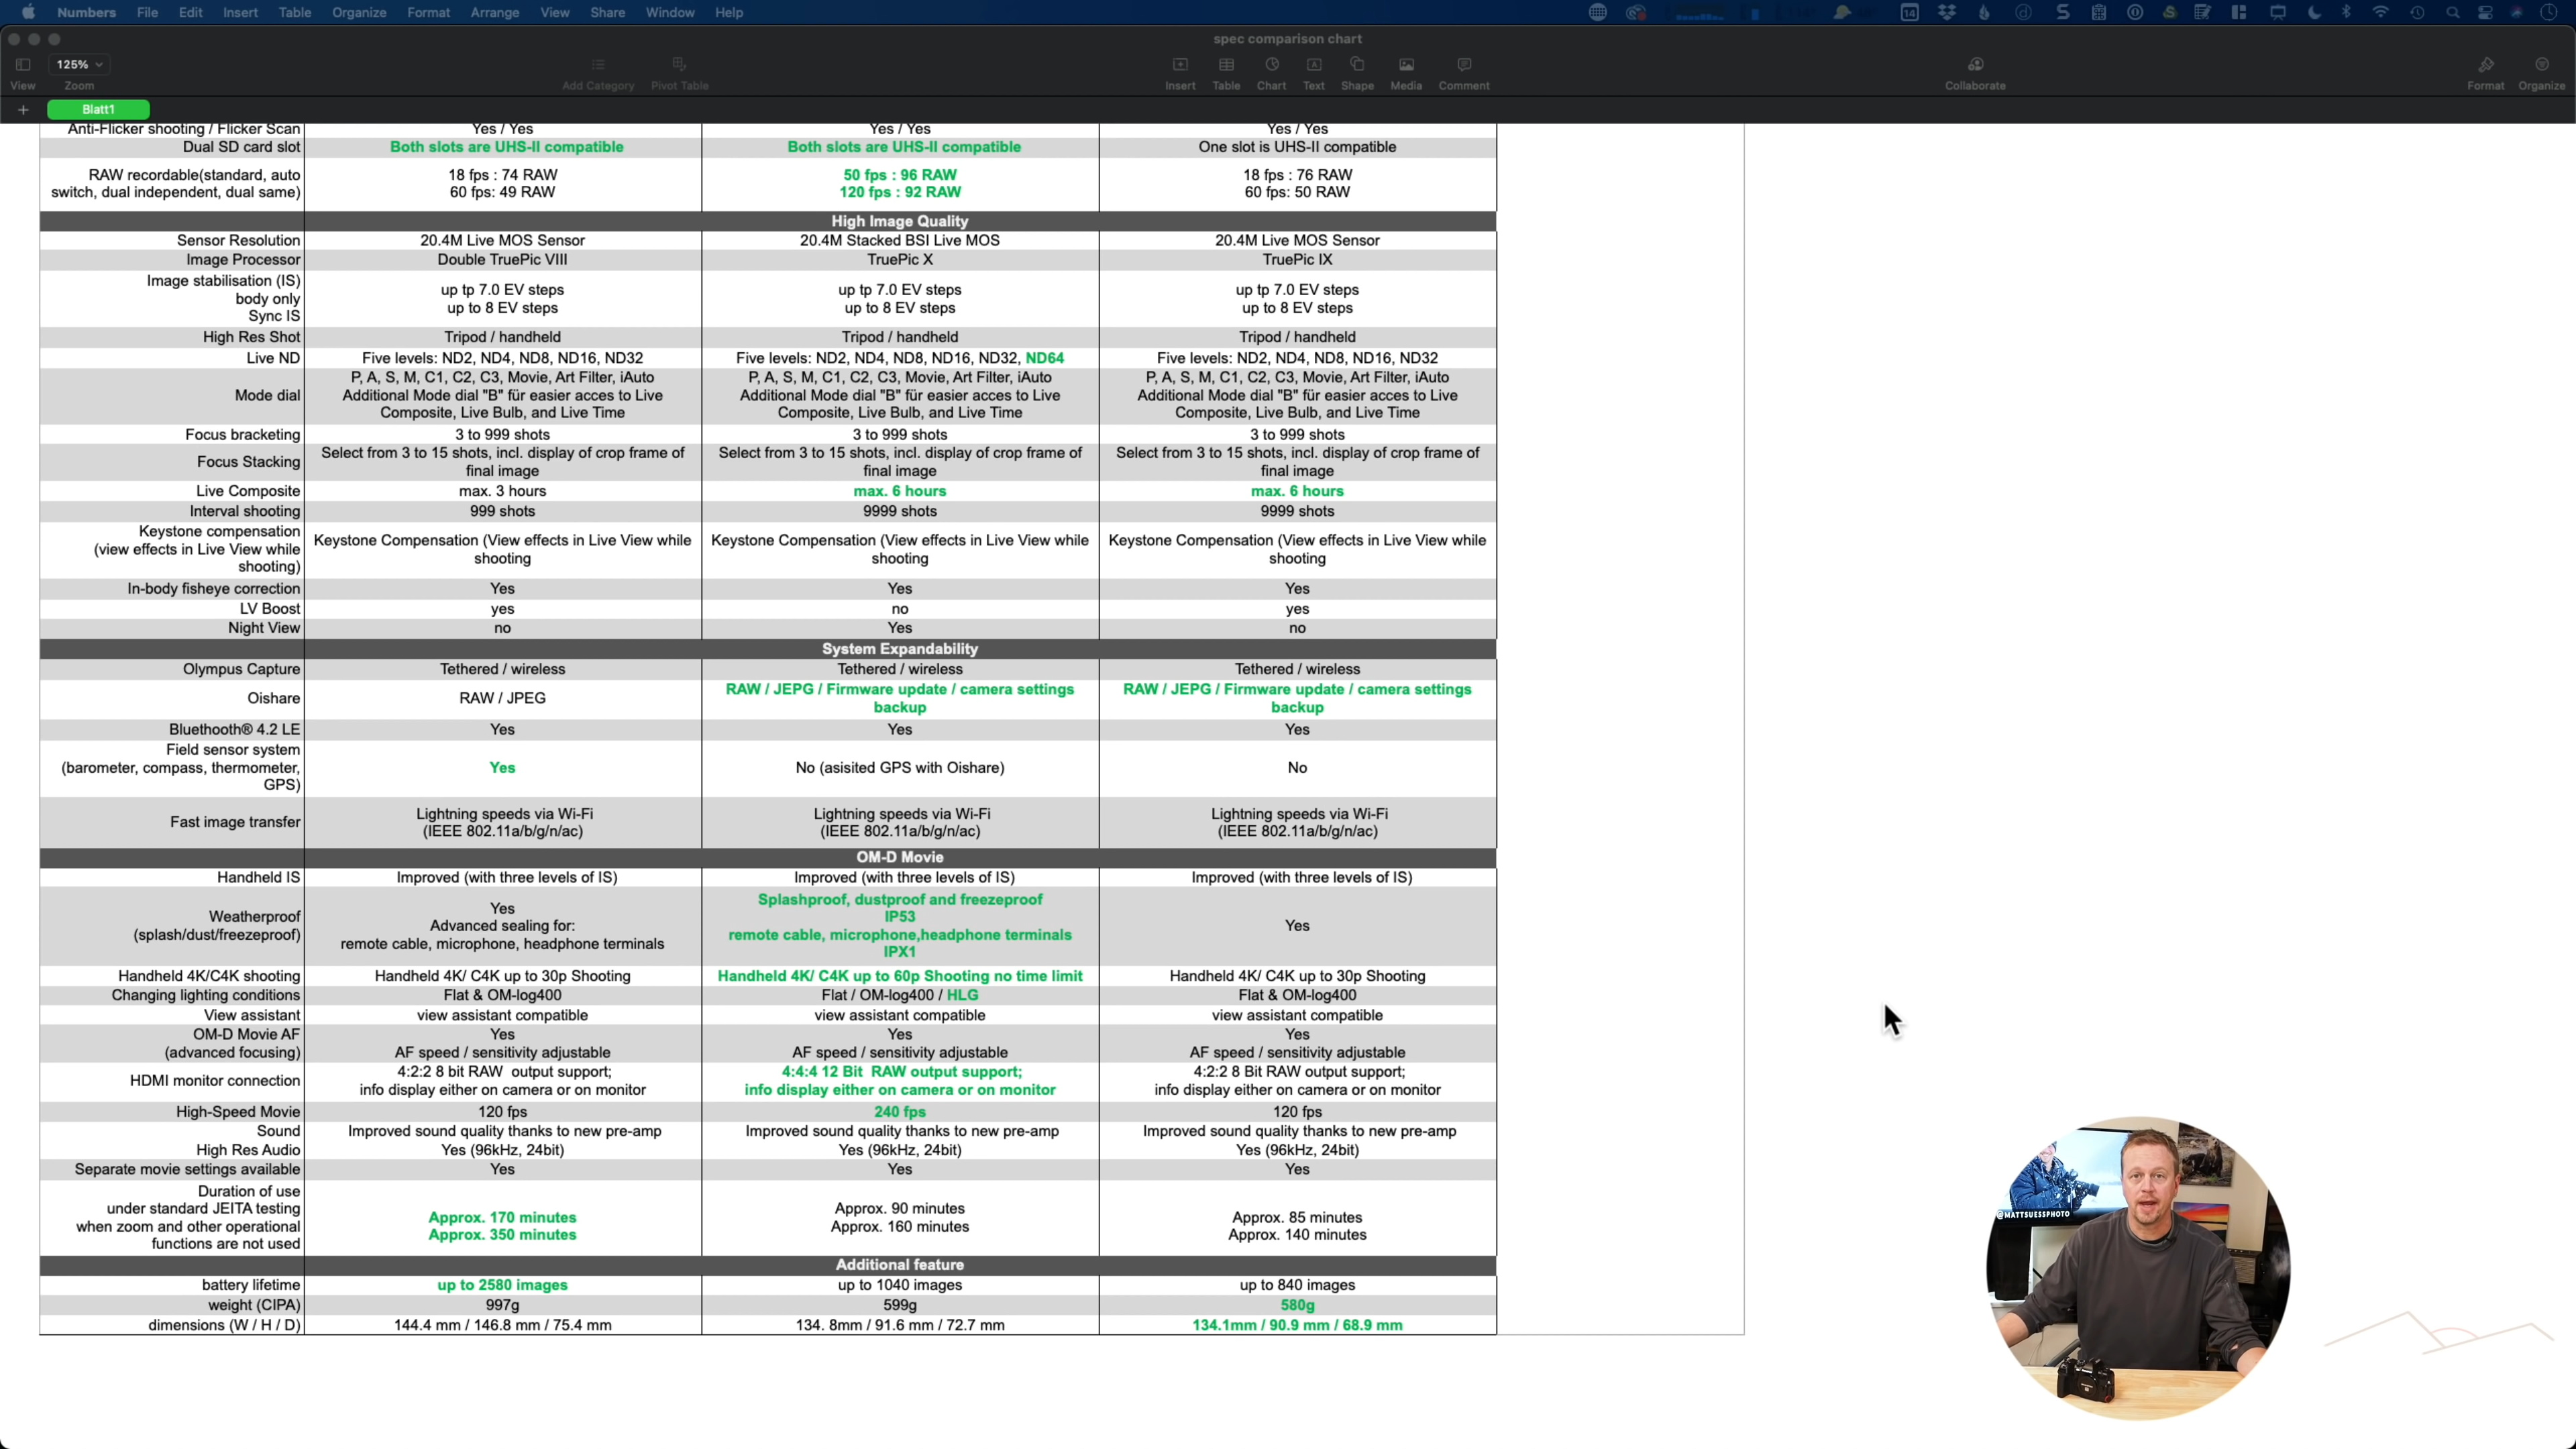 Numbers File Edit Insert Table Organize Format Arrange View Share Window Help
14
spec comparison chart
125%
View Zoom Add Category Pivot Table Insert Table Chart Text Shape Media Comment Collaborate Format Organize
+ Blatt1
Anti-Flicker shooting / Flicker Scan Yes / Yes Yes / Yes Yes / Yes
Dual SD card slot Both slots are UHS-II compatible Both slots are UHS-II compatible One slot is UHS-II compatible
RAW recordable(standard, auto 18 fps : 74 RAW 50 fps : 96 RAW 18 fps : 76 RAW
switch, dual independent, dual same) 60 fps: 49 RAW 120 fps : 92 RAW 60 fps: 50 RAW
High Image Quality
Sensor Resolution 20.4M Live MOS Sensor 20.4M Stacked BSI Live MOS 20.4M Live MOS Sensor
Image Processor Double TruePic VIII TruePic X TruePic IX
Image stabilisation (IS)
body only up tp 7.0 EV steps up tp 7.0 EV steps up tp 7.0 EV steps
Sync IS up to 8 EV steps up to 8 EV steps up to 8 EV steps
High Res Shot Tripod / handheld Tripod / handheld Tripod / handheld
Live ND Five levels: ND2, ND4, ND8, ND16, ND32 Five levels: ND2, ND4, ND8, ND16, ND32, ND64 Five levels: ND2, ND4, ND8, ND16, ND32
P, A, S, M, C1, C2, C3, Movie, Art Filter, iAuto P, A, S, M, C1, C2, C3, Movie, Art Filter, iAuto P, A, S, M, C1, C2, C3, Movie, Art Filter, iAuto
Mode dial Additional Mode dial "B" für easier acces to Live Additional Mode dial "B" für easier acces to Live Additional Mode dial "B" für easier acces to Live
Composite, Live Bulb, and Live Time Composite, Live Bulb, and Live Time Composite, Live Bulb, and Live Time
Focus bracketing 3 to 999 shots 3 to 999 shots 3 to 999 shots
Focus Stacking Select from 3 to 15 shots, incl. display of crop frame of Select from 3 to 15 shots, incl. display of crop frame of Select from 3 to 15 shots, incl. display of crop frame of
final image final image final image
Live Composite max. 3 hours max. 6 hours max. 6 hours
Interval shooting 999 shots 9999 shots 9999 shots
Keystone compensation
(view effects in Live View while Keystone Compensation (View effects in Live View while Keystone Compensation (View effects in Live View while Keystone Compensation (View effects in Live View while
shooting) shooting shooting shooting
In-body fisheye correction Yes Yes Yes
LV Boost yes no yes
Night View no Yes no
System Expandability
Olympus Capture Tethered / wireless Tethered / wireless Tethered / wireless
Oishare RAW / JPEG RAW / JEPG / Firmware update / camera settings RAW / JEPG / Firmware update / camera settings
backup backup
Bluethooth® 4.2 LE Yes Yes Yes
Field sensor system
(barometer, compass, thermometer, Yes No (asisited GPS with Oishare) No
GPS)
Fast image transfer Lightning speeds via Wi-Fi Lightning speeds via Wi-Fi Lightning speeds via Wi-Fi
(IEEE 802.11a/b/g/n/ac) (IEEE 802.11a/b/g/n/ac) (IEEE 802.11a/b/g/n/ac)
OM-D Movie
Handheld IS Improved (with three levels of IS) Improved (with three levels of IS) Improved (with three levels of IS)
Splashproof, dustproof and freezeproof
Weatherproof Yes IP53
(splash/dust/freezeproof) Advanced sealing for: remote cable, microphone,headphone terminals Yes
remote cable, microphone, headphone terminals IPX1
Handheld 4K/C4K shooting Handheld 4K/ C4K up to 30p Shooting Handheld 4K/ C4K up to 60p Shooting no time limit Handheld 4K/ C4K up to 30p Shooting
Changing lighting conditions Flat & OM-log400 Flat / OM-log400 / HLG Flat & OM-log400
View assistant view assistant compatible view assistant compatible view assistant compatible
OM-D Movie AF Yes Yes Yes
(advanced focusing) AF speed / sensitivity adjustable AF speed / sensitivity adjustable AF speed / sensitivity adjustable
HDMI monitor connection 4:2:2 8 bit RAW output support; 4:4:4 12 Bit RAW output support; 4:2:2 8 Bit RAW output support;
info display either on camera or on monitor info display either on camera or on monitor info display either on camera or on monitor
High-Speed Movie 120 fps 240 fps 120 fps
Sound Improved sound quality thanks to new pre-amp Improved sound quality thanks to new pre-amp Improved sound quality thanks to new pre-amp
High Res Audio Yes (96kHz, 24bit) Yes (96kHz, 24bit) Yes (96kHz, 24bit)
Separate movie settings available Yes Yes Yes
Duration of use
under standard JEITA testing Approx. 170 minutes Approx. 90 minutes Approx. 85 minutes
when zoom and other operational Approx. 350 minutes Approx. 160 minutes Approx. 140 minutes
functions are not used
Additional feature
battery lifetime up to 2580 images up to 1040 images up to 840 images
weight (CIPA) 997g 599g 580g
dimensions (W / H / D) 144.4 mm / 146.8 mm / 75.4 mm 134. 8mm / 91.6 mm / 72.7 mm 134.1mm / 90.9 mm / 68.9 mm
@MATTSUESSPHOTO